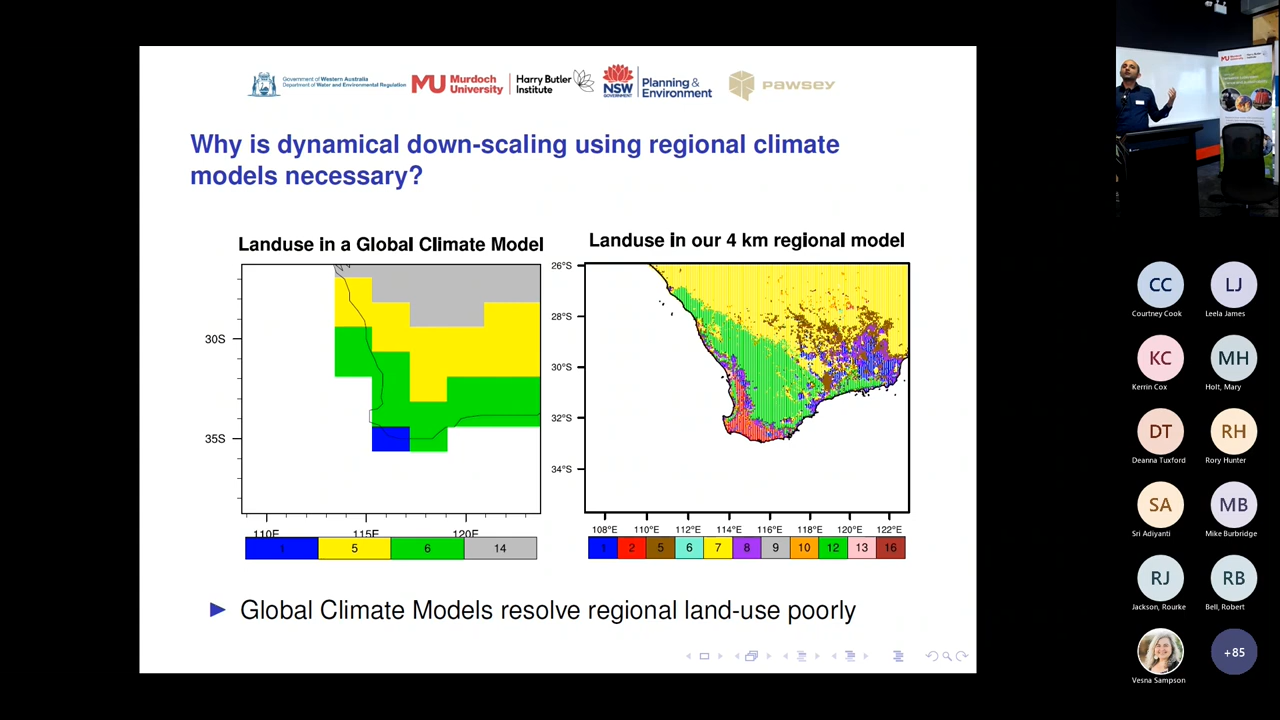 Government of Western Australia
Department of Water and Environmental Regulation
MU Murdoch University
Harry Butler Institute
NSW GOVERNMENT
Planning & Environment
PAWSEY
Why is dynamical down-scaling using regional climate
models necessary?
Landuse in a Global Climate Model
30S
35S
110E 115E 120E
1 5 6 14
Landuse in our 4 km regional model
26°S
28°S
30°S
32°S
34°S
108°E 110°E 112°E 114°E 116°E 118°E 120°E 122°E
1 2 5 6 7 8 9 10 12 13 16
Global Climate Models resolve regional land-use poorly
CC LJ
Courtney Cook Leela James
KC MH
Kerrin Cox Holt, Mary
DT RH
Deanna Tuxford Rory Hunter
SA MB
Sri Adiyanti Mike Burbridge
RJ RB
Jackson, Rourke Bell, Robert
+85
Vesna Sampson